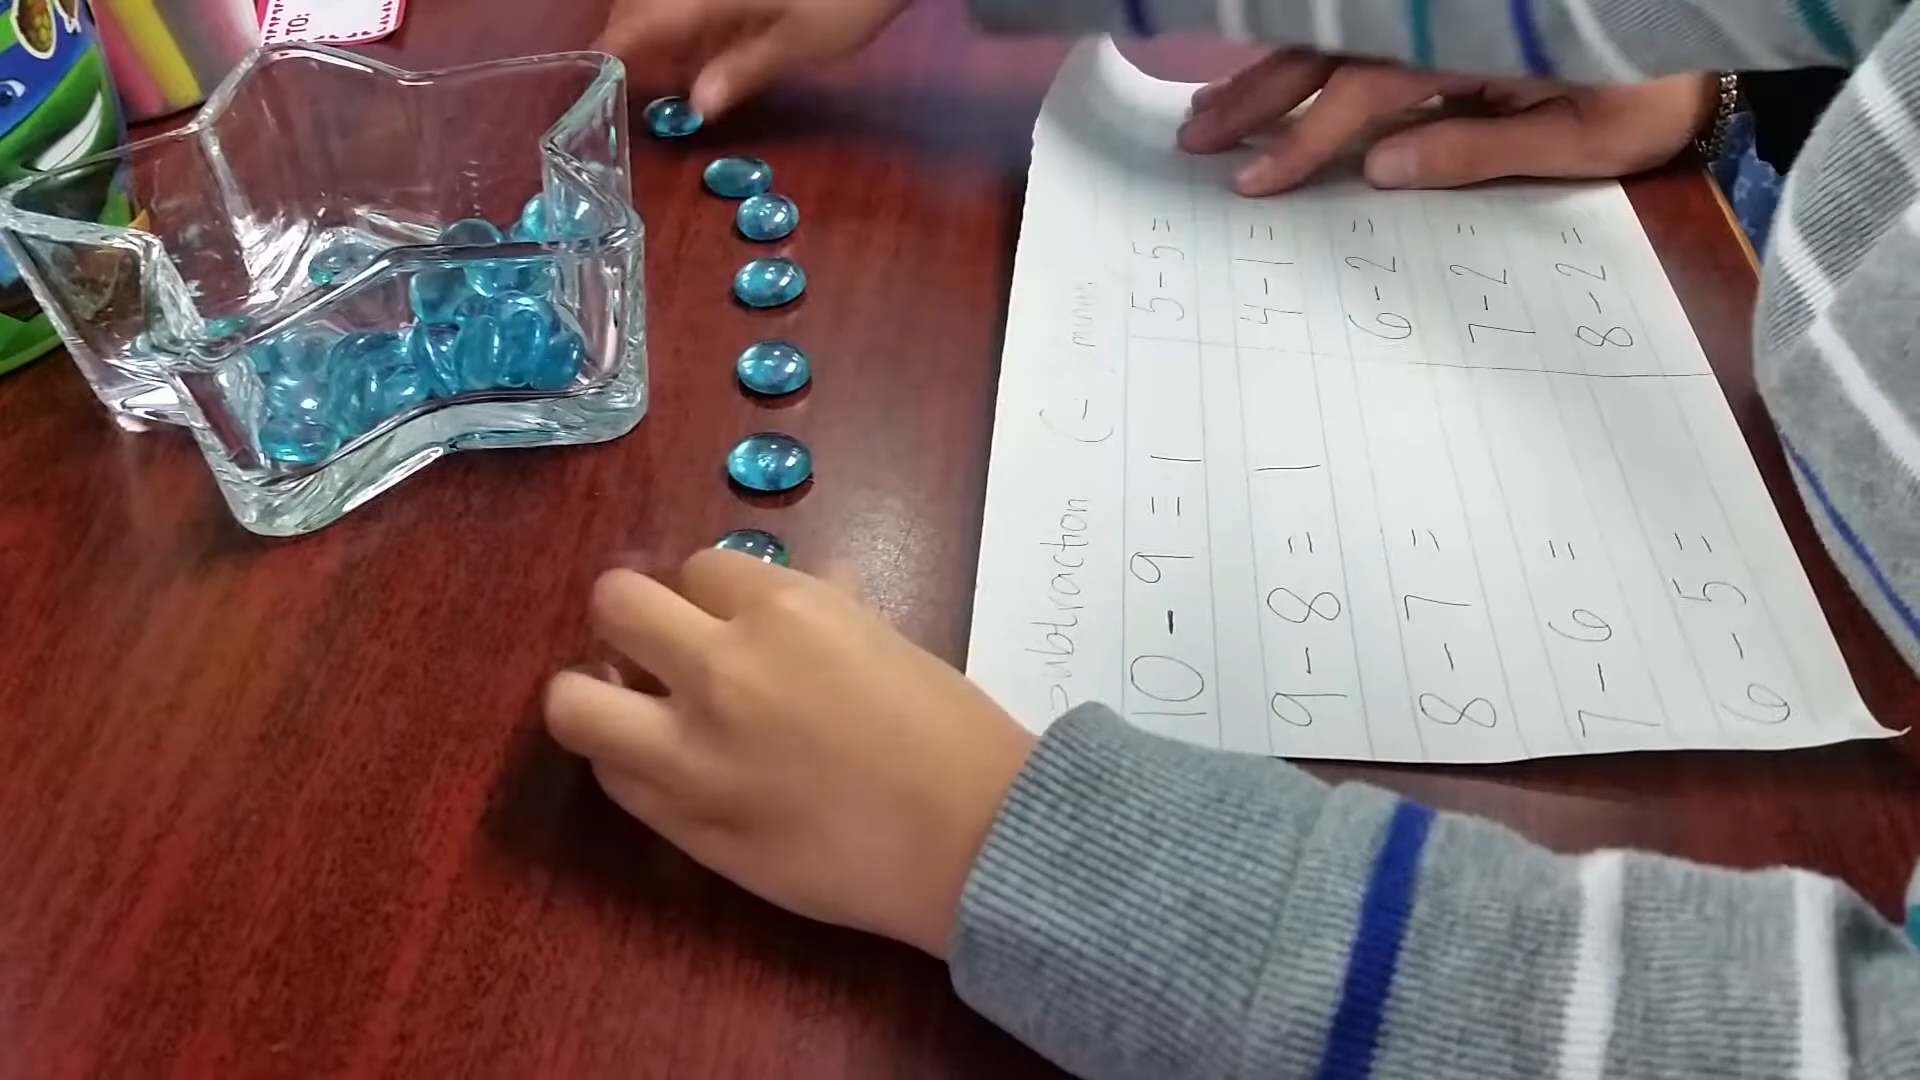 TO:
Subtraction (-
10 - 9 = 1
9 - 8 = 1
8 - 7 =
7 - 6 =
6 - 5 =
5 - 5 =
4 - 1 =
6 - 2 =
7 - 2 =
8 - 2 =